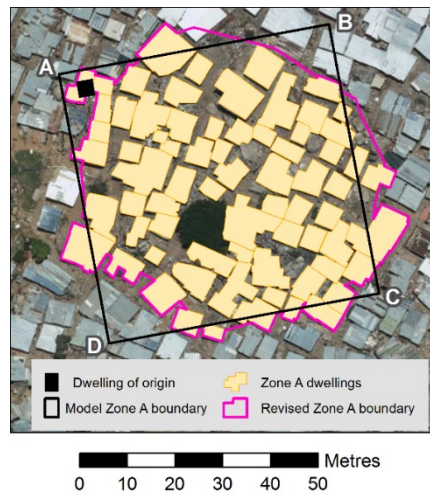 B
A
C
D
Dwelling of origin
Zone A dwellings
Model Zone A boundary
Revised Zone A boundary
Metres
0 10 20 30 40 50